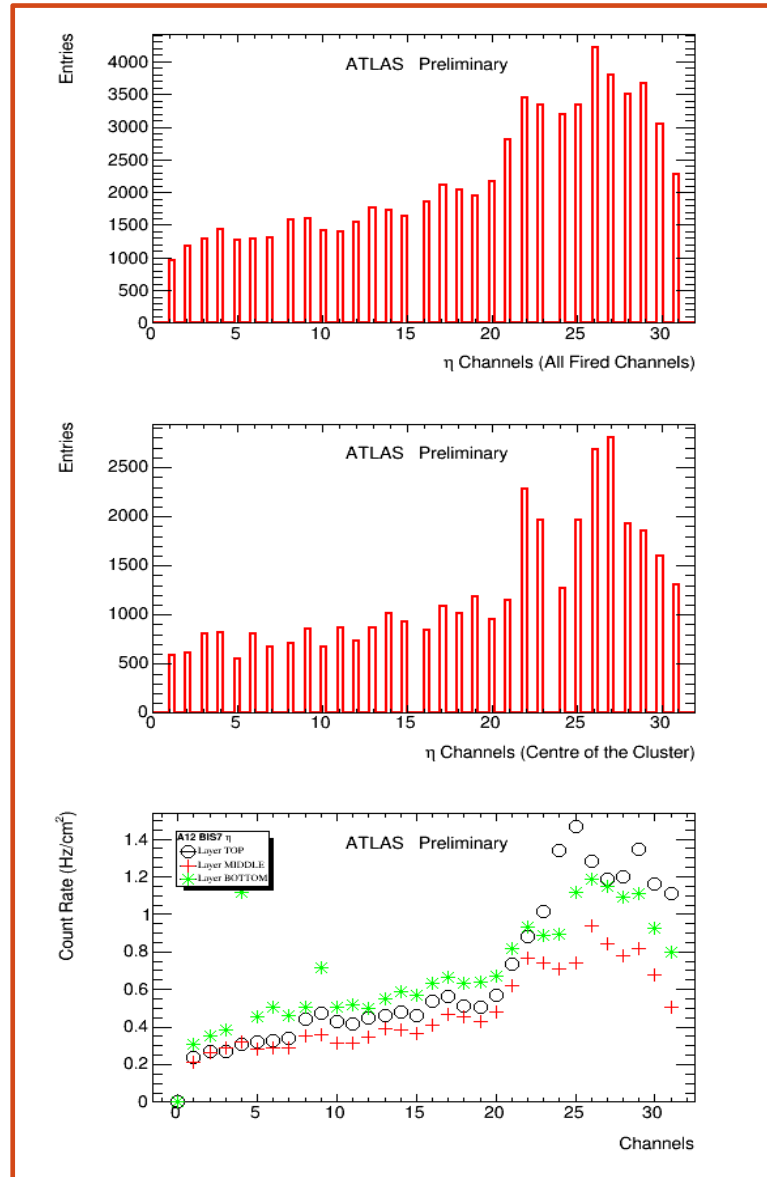 Entries
ATLAS Preliminary
4000
3500
3000
2500
2000
1500
1000
500
0
0 5 10 15 20 25 30
η Channels (All Fired Channels)
Entries
ATLAS Preliminary
2500
2000
1500
1000
500
0
0 5 10 15 20 25 30
η Channels (Centre of the Cluster)
Count Rate (Hz/cm²)
A12 BIS7 η
Layer TOP
Layer MIDDLE
Layer BOTTOM
ATLAS Preliminary
1.4
1.2
1
0.8
0.6
0.4
0.2
0
0 5 10 15 20 25 30
Channels